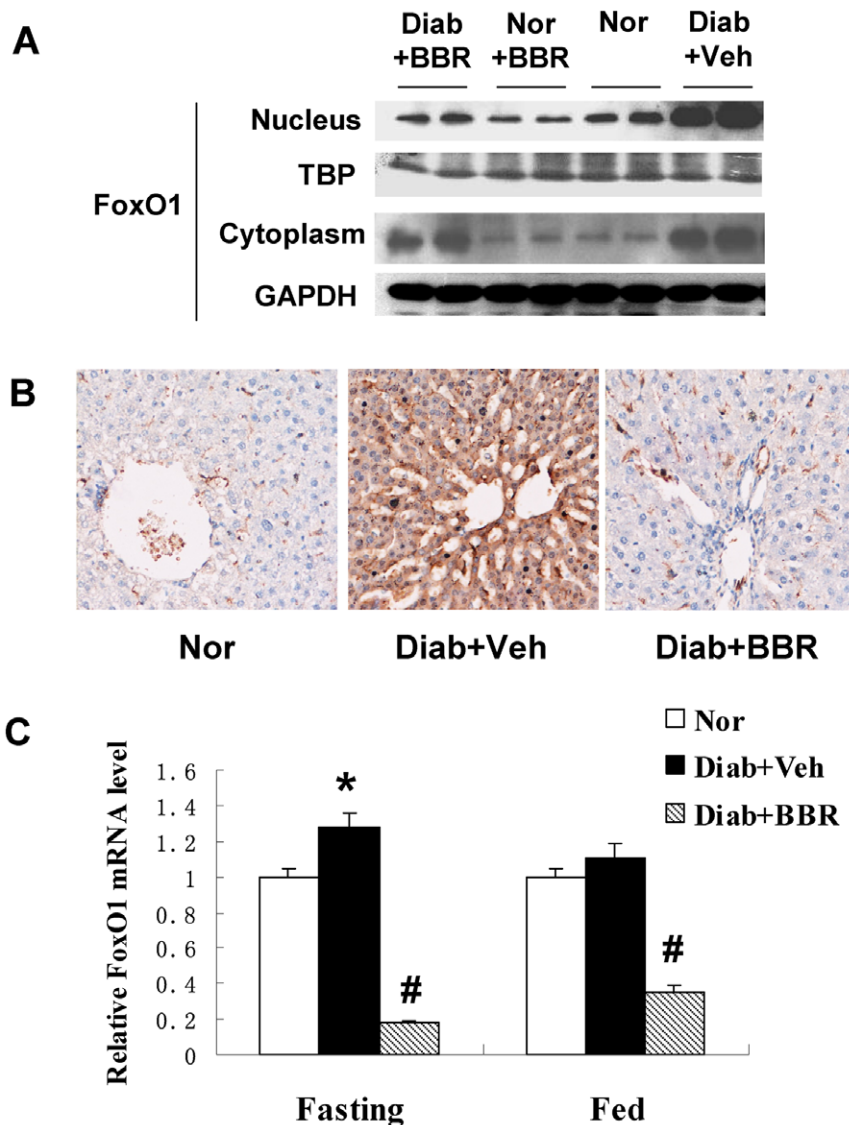 A
Diab Nor Nor Diab
+BBR +BBR +Veh
Nucleus
TBP
FoxO1
Cytoplasm
GAPDH
B
Nor Diab+Veh Diab+BBR
C
Nor
Diab+Veh
Diab+BBR
Relative FoxO1 mRNA level
1.6
1.4
1.2
1
0.8
0.6
0.4
0.2
0
*
#
#
Fasting Fed